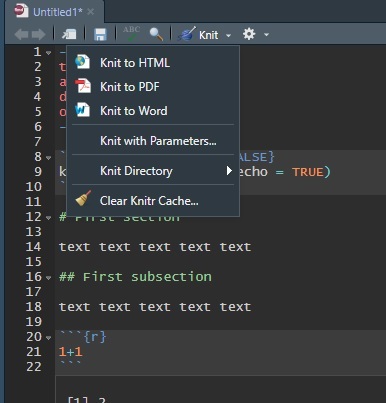 Untitled1*
ABC
Knit
1
Knit to HTML
2 t
Knit to PDF
3 a
4 d
Knit to Word
5 o
6 -
Knit with Parameters...
7
8 ` ALSE}
Knit Directory
9 k echo = TRUE)
10 `
Clear Knitr Cache...
11
12 # First section
13
14 text text text text text
15
16 ## First subsection
17
18 text text text text text
19
20 ```{r}
21 1+1
22 ```
[1] 2